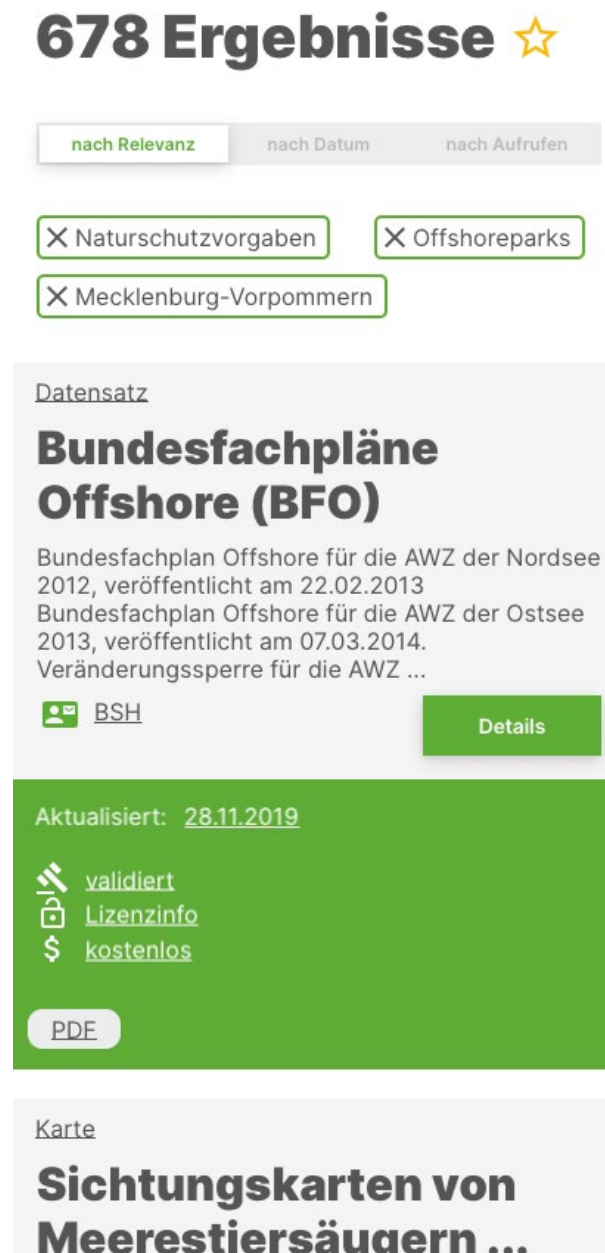 678 Ergebnisse
nach Relevanz nach Datum nach Aufrufen
Naturschutzvorgaben Offshoreparks
Mecklenburg-Vorpommern
Datensatz
Bundesfachpläne
Offshore (BFO)
Bundesfachplan Offshore für die AWZ der Nordsee
2012, veröffentlicht am 22.02.2013
Bundesfachplan Offshore für die AWZ der Ostsee
2013, veröffentlicht am 07.03.2014.
Veränderungssperre für die AWZ ...
BSH
Details
Aktualisiert: 28.11.2019
validiert
Lizenzinfo
$ kostenlos
PDF
Karte
Sichtungskarten von
Meerestiersäugern ...